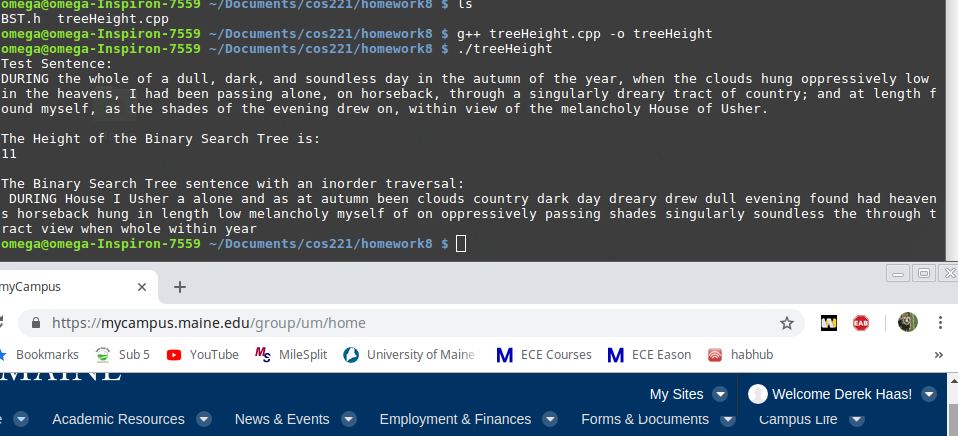 omega@omega-Inspiron-7559 ~/Documents/cos221/homework8 $ ls
BST.h  treeHeight.cpp
omega@omega-Inspiron-7559 ~/Documents/cos221/homework8 $ g++ treeHeight.cpp -o treeHeight
omega@omega-Inspiron-7559 ~/Documents/cos221/homework8 $ ./treeHeight
Test Sentence:
DURING the whole of a dull, dark, and soundless day in the autumn of the year, when the clouds hung oppressively low
in the heavens, I had been passing alone, on horseback, through a singularly dreary tract of country; and at length f
ound myself, as the shades of the evening drew on, within view of the melancholy House of Usher.
The Height of the Binary Search Tree is:
11
The Binary Search Tree sentence with an inorder traversal:
DURING House I Usher a alone and as at autumn been clouds country dark day dreary drew dull evening found had heaven
s horseback hung in length low melancholy myself of on oppressively passing shades singularly soundless the through t
ract view when whole within year
omega@omega-Inspiron-7559 ~/Documents/cos221/homework8 $
myCampus
https://mycampus.maine.edu/group/um/home
EAB
Bookmarks Sub 5 YouTube MS MileSplit University of Maine M ECE Courses M ECE Eason habhub »
MAINE
My Sites Welcome Derek Haas!
Academic Resources News & Events Employment & Finances Forms & Documents Campus Life